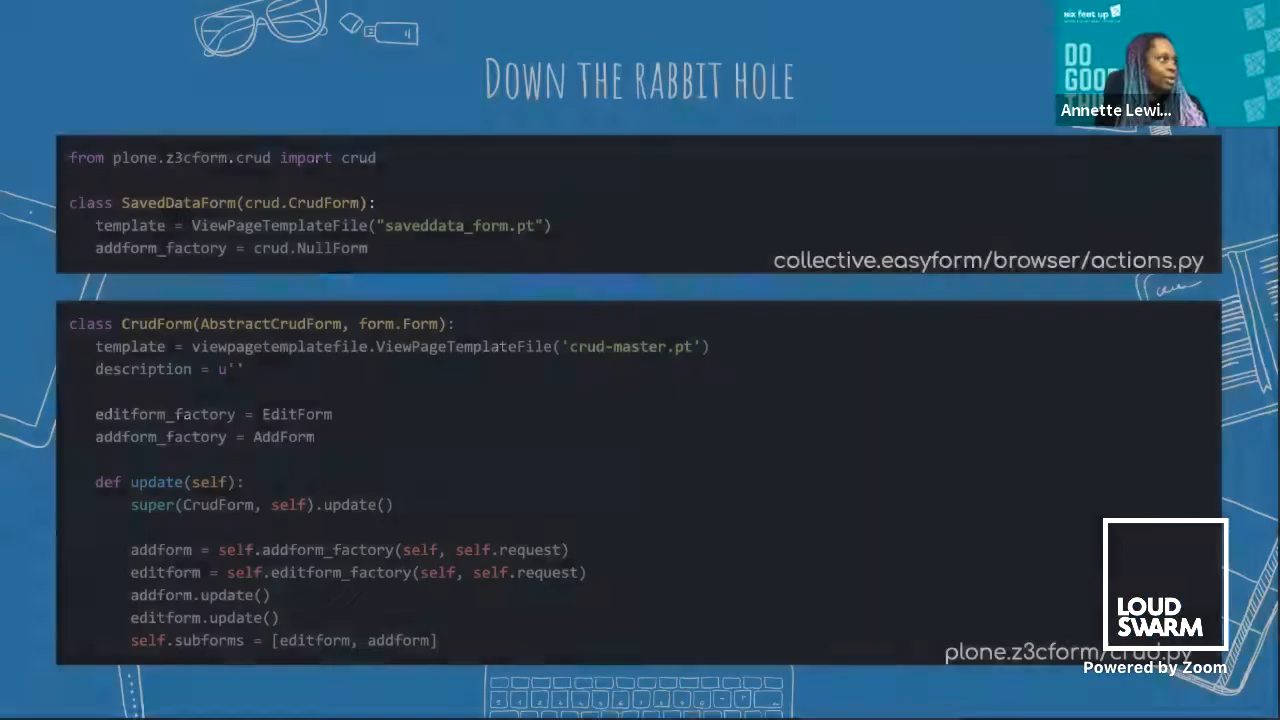 six feet up
DO
GOOD
Annette Lewi...
DOWN THE RABBIT HOLE
from plone.z3cform.crud import crud
class SavedDataForm(crud.CrudForm):
template = ViewPageTemplateFile("saveddata_form.pt")
addform_factory = crud.NullForm
collective.easyform/browser/actions.py
class CrudForm(AbstractCrudForm, form.Form):
template = viewpagetemplatefile.ViewPageTemplateFile('crud-master.pt')
description = u''
editform_factory = EditForm
addform_factory = AddForm
def update(self):
super(CrudForm, self).update()
addform = self.addform_factory(self, self.request)
editform = self.editform_factory(self, self.request)
addform.update()
editform.update()
self.subforms = [editform, addform]
plone.z3cform/crud.py
LOUD
SWARM
Powered by Zoom